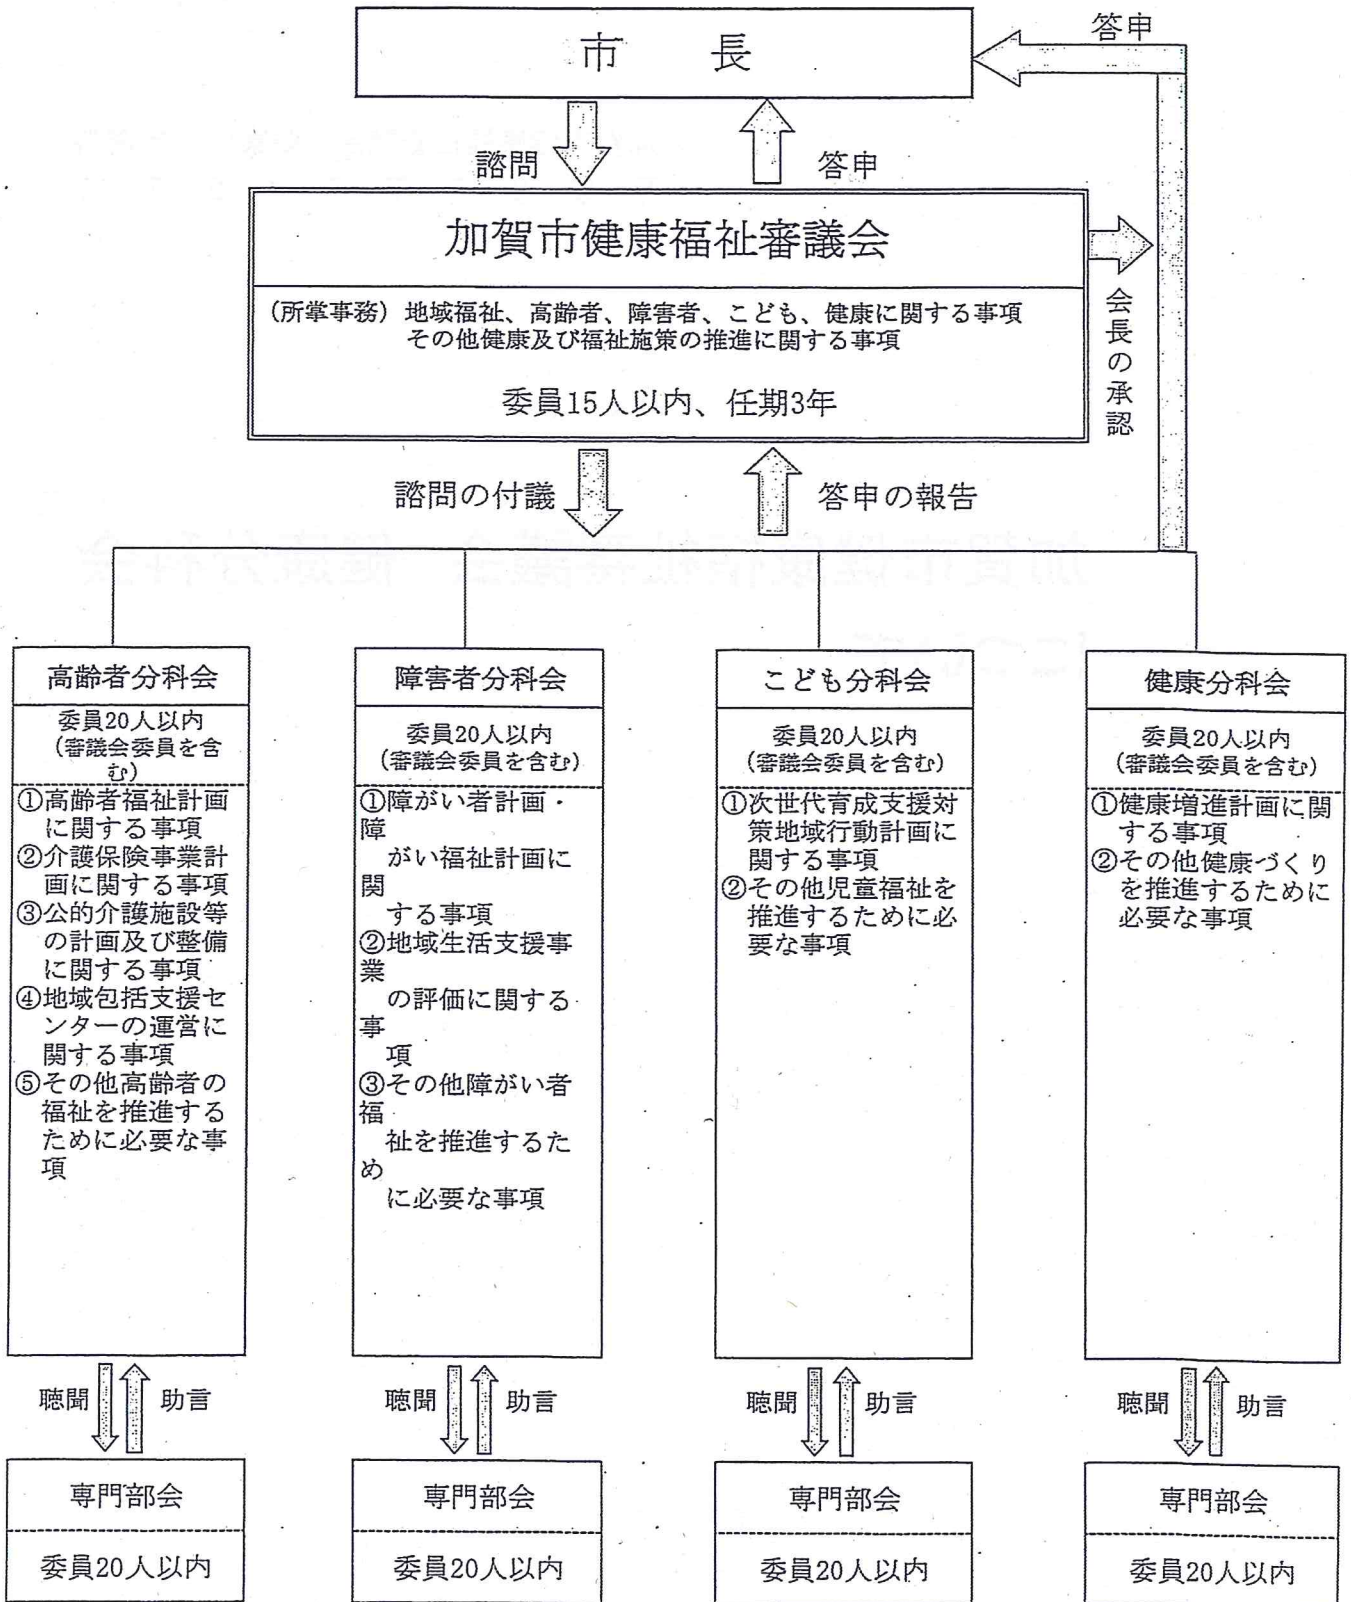 答申
市　長
諮問
答申
加賀市健康福祉審議会
(所掌事務) 地域福祉、高齢者、障害者、こども、健康に関する事項
その他健康及び福祉施策の推進に関する事項
委員15人以内、任期3年
会長の承認
諮問の付議
答申の報告
高齢者分科会
委員20人以内
(審議会委員を含
む)
①高齢者福祉計画
に関する事項
②介護保険事業計
画に関する事項
③公的介護施設等
の計画及び整備
に関する事項
④地域包括支援セ
ンターの運営に
関する事項
⑤その他高齢者の
福祉を推進する
ために必要な事
項
聴聞
助言
専門部会
委員20人以内
障害者分科会
委員20人以内
(審議会委員を含む)
①障がい者計画・
障
がい福祉計画に
関
する事項
②地域生活支援事
業
の評価に関する
事
項
③その他障がい者
福
祉を推進するた
め
に必要な事項
聴聞
助言
専門部会
委員20人以内
こども分科会
委員20人以内
(審議会委員を含む)
①次世代育成支援対
策地域行動計画に
関する事項
②その他児童福祉を
推進するために必
要な事項
聴聞
助言
専門部会
委員20人以内
健康分科会
委員20人以内
(審議会委員を含む)
①健康増進計画に関
する事項
②その他健康づくり
を推進するために
必要な事項
聴聞
助言
専門部会
委員20人以内